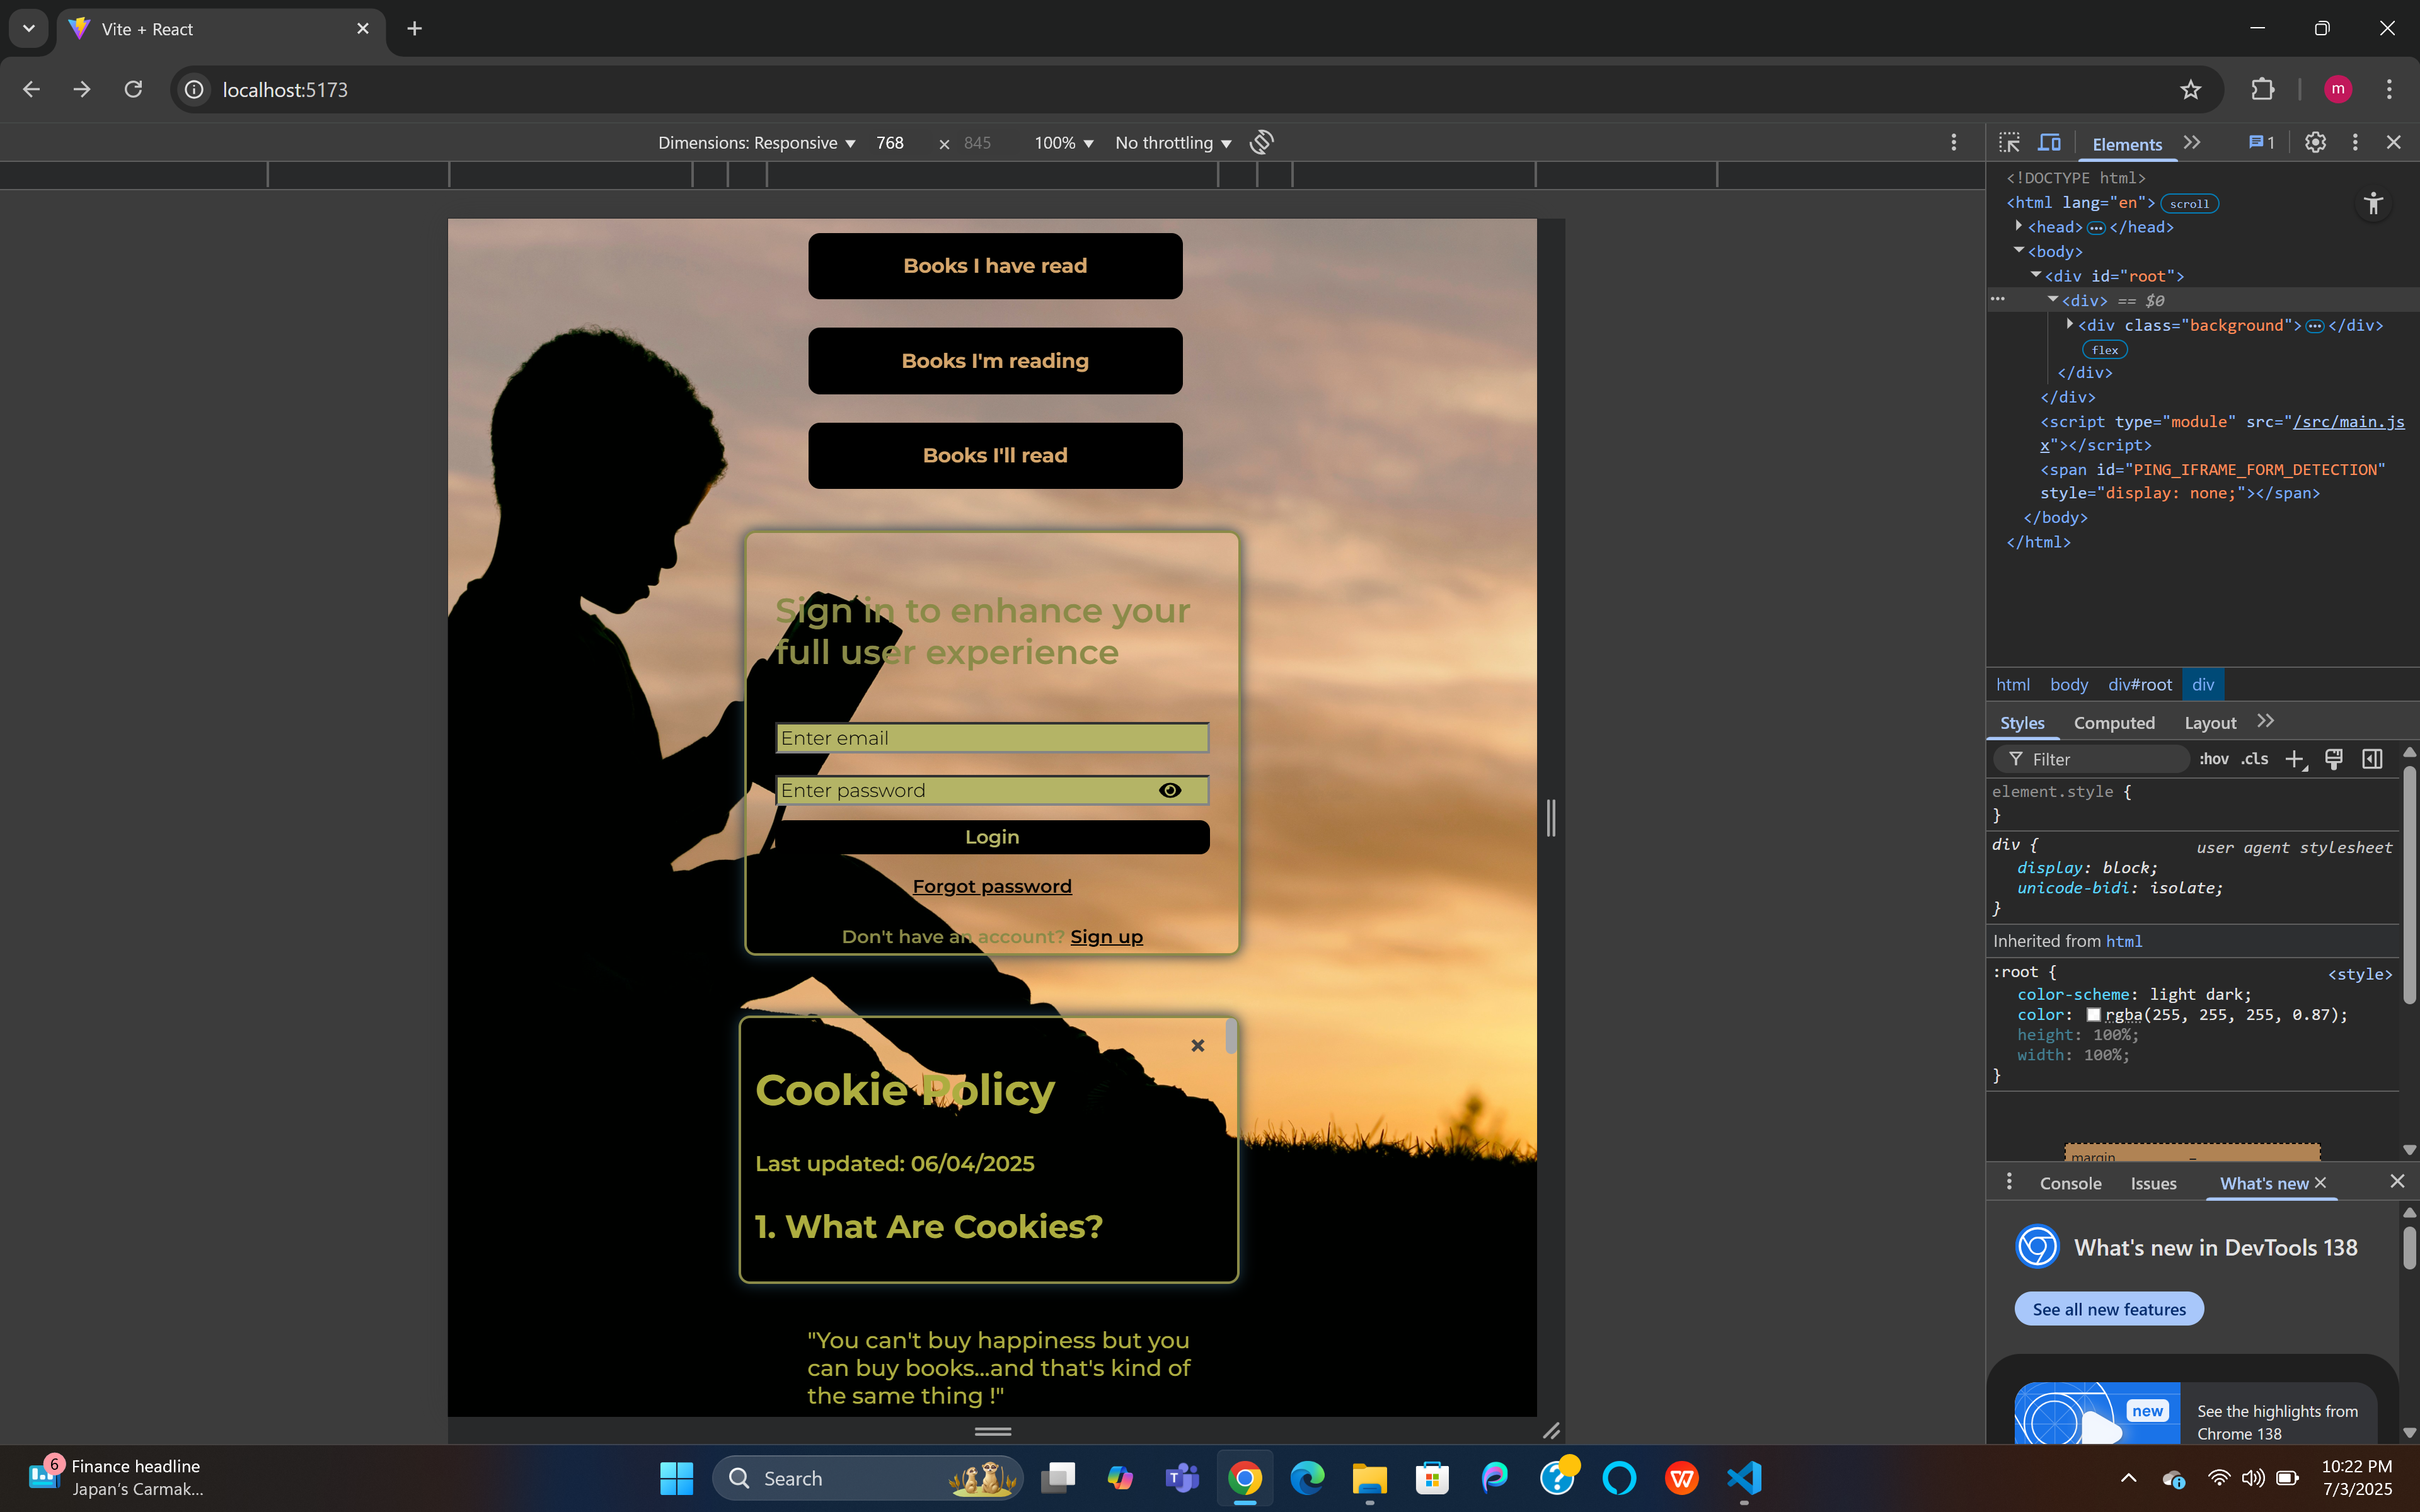 Vite + React
localhost:5173
Dimensions: Responsive 768 × 845 100% No throttling
Elements 1
<!DOCTYPE html>
<html lang="en"> scroll
<head> ••• </head>
<body>
<div id="root">
••• <div> == $0
<div class="background"> ••• </div>
flex
</div>
</div>
<script type="module" src="/src/main.js
x"></script>
<span id="PING_IFRAME_FORM_DETECTION"
style="display: none;"></span>
</body>
</html>
html body div#root div
Styles Computed Layout
Filter :hov .cls
element.style {
}
div { user agent stylesheet
display: block;
unicode-bidi: isolate;
}
Inherited from html
:root { <style>
color-scheme: light dark;
color: rgba(255, 255, 255, 0.87);
height: 100%;
width: 100%;
}
margin –
Console Issues What's new
What's new in DevTools 138
See all new features
new
See the highlights from
Chrome 138
Books I have read
Books I'm reading
Books I'll read
Sign in to enhance your
full user experience
Enter email
Enter password
Login
Forgot password
Don't have an account? Sign up
Cookie Policy
Last updated: 06/04/2025
1. What Are Cookies?
"You can't buy happiness but you
can buy books...and that's kind of
the same thing !"
m
6
Finance headline
Japan's Carmak...
Search
10:22 PM
7/3/2025